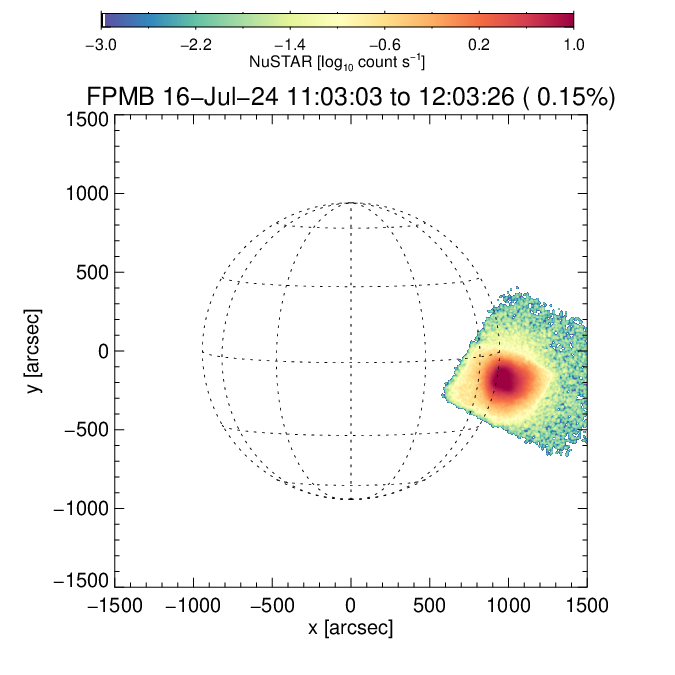 −3.0 −2.2 −1.4 −0.6 0.2 1.0
NuSTAR [log₁₀ count s⁻¹]
FPMB 16−Jul−24 11:03:03 to 12:03:26 ( 0.15%)
1500
1000
500
0
−500
−1000
−1500
y [arcsec]
−1500 −1000 −500 0 500 1000 1500
x [arcsec]